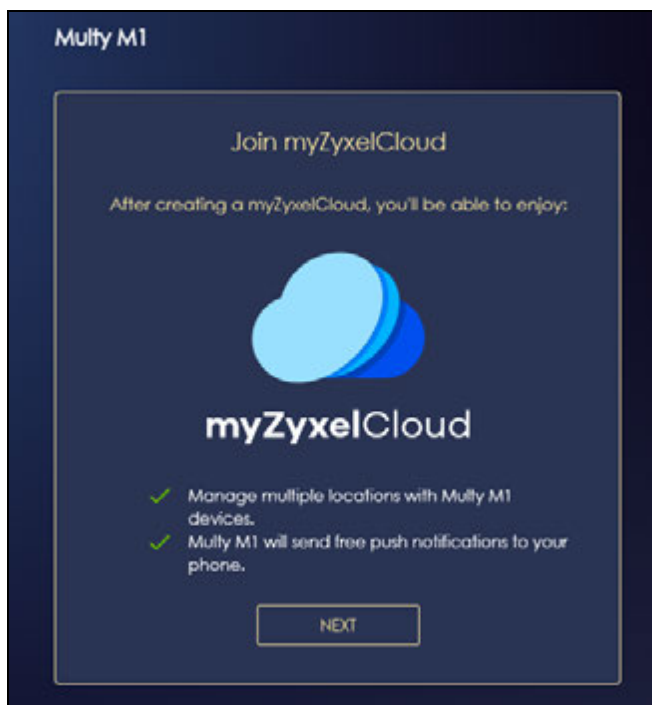 Multy M1
Join myZyxelCloud
After creating a myZyxelCloud, you'll be able to enjoy:
myZyxelCloud
Manage multiple locations with Multy M1
devices.
Multy M1 will send free push notifications to your
phone.
NEXT